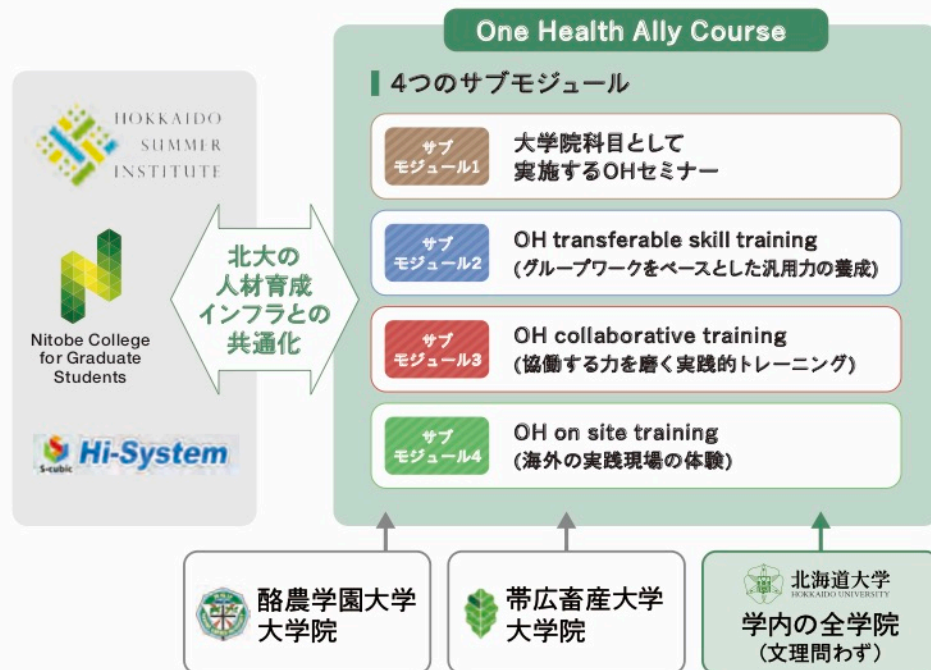 One Health Ally Course
4つのサブモジュール
HOKKAIDO
SUMMER
INSTITUTE
Nitobe College
for Graduate
Students
S-cubic Hi-System
北大の
人材育成
インフラとの
共通化
サブ
モジュール1
大学院科目として
実施するOHセミナー
サブ
モジュール2
OH transferable skill training
(グループワークをベースとした汎用力の養成)
サブ
モジュール3
OH collaborative training
(協働する力を磨く実践的トレーニング)
サブ
モジュール4
OH on site training
(海外の実践現場の体験)
酪農学園大学
大学院
帯広畜産大学
大学院
北海道大学
HOKKAIDO UNIVERSITY
学内の全学院
(文理問わず)